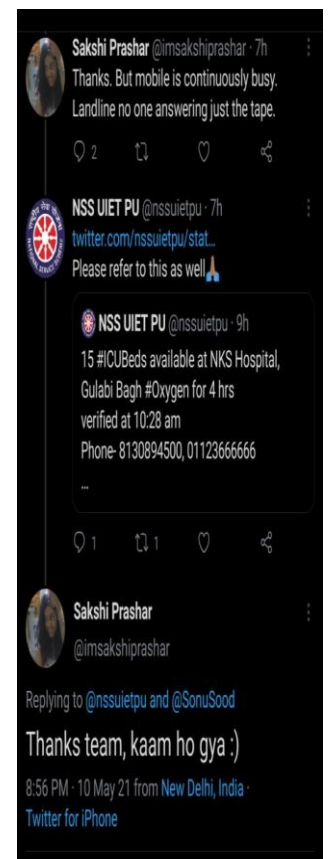 Sakshi Prashar @imsakshiprashar · 7h
Thanks. But mobile is continuously busy.
Landline no one answering just the tape.
2
NSS UIET PU @nssuietpu · 7h
twitter.com/nssuietpu/stat...
Please refer to this as well🙏🏽
NSS UIET PU @nssuietpu · 9h
15 #ICUBeds available at NKS Hospital,
Gulabi Bagh #Oxygen for 4 hrs
verified at 10:28 am
Phone- 8130894500, 01123666666
...
1 1
Sakshi Prashar
@imsakshiprashar
Replying to @nssuietpu and @SonuSood
Thanks team, kaam ho gya :)
8:56 PM · 10 May 21 from New Delhi, India ·
Twitter for iPhone